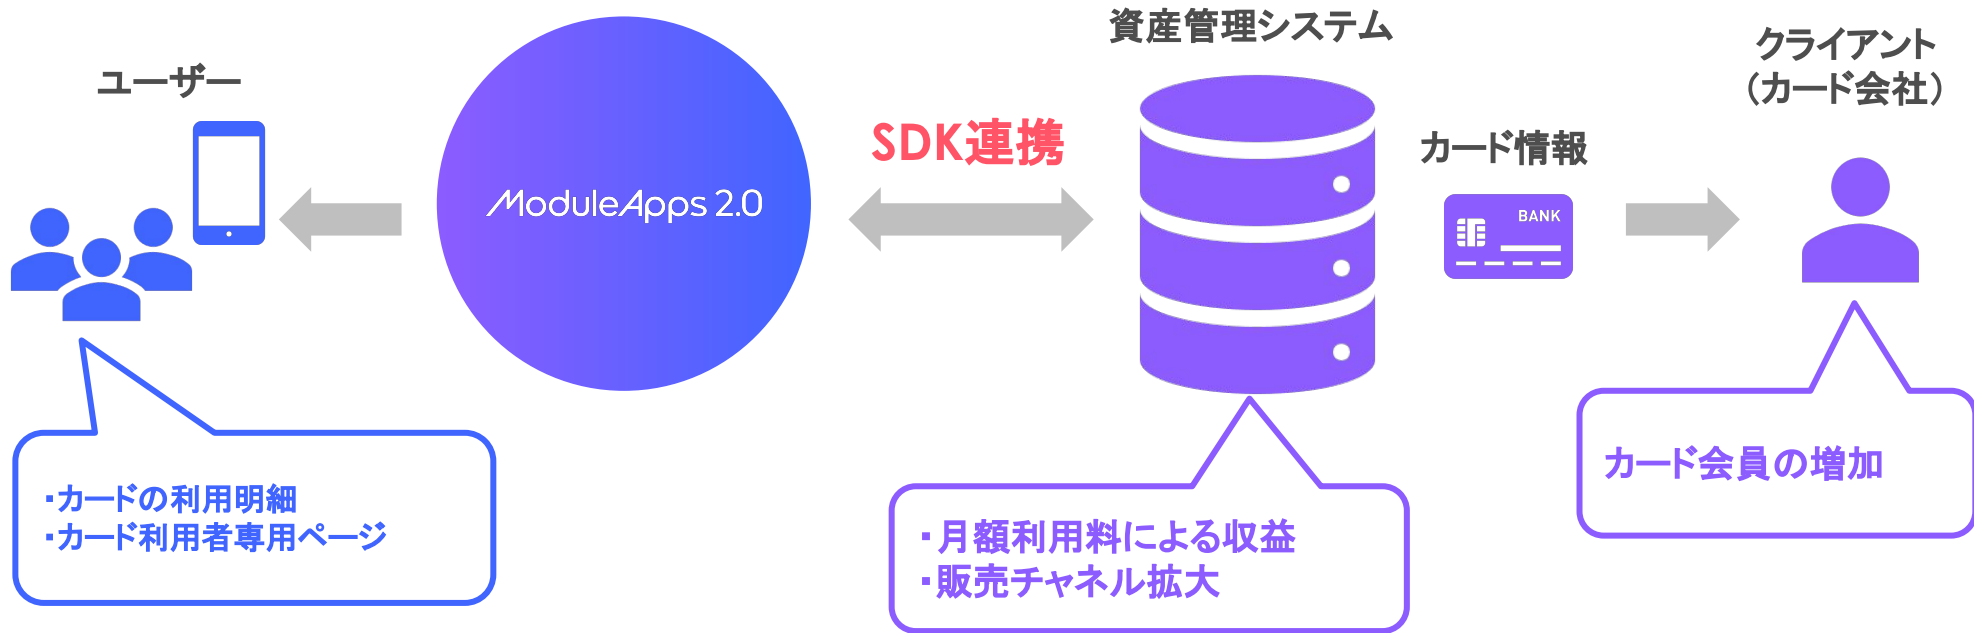 ユーザー
ModuleApps 2.0
SDK連携
資産管理システム
カード情報
BANK
クライアント
（カード会社）
・カードの利用明細
・カード利用者専用ページ
・月額利用料による収益
・販売チャネル拡大
カード会員の増加